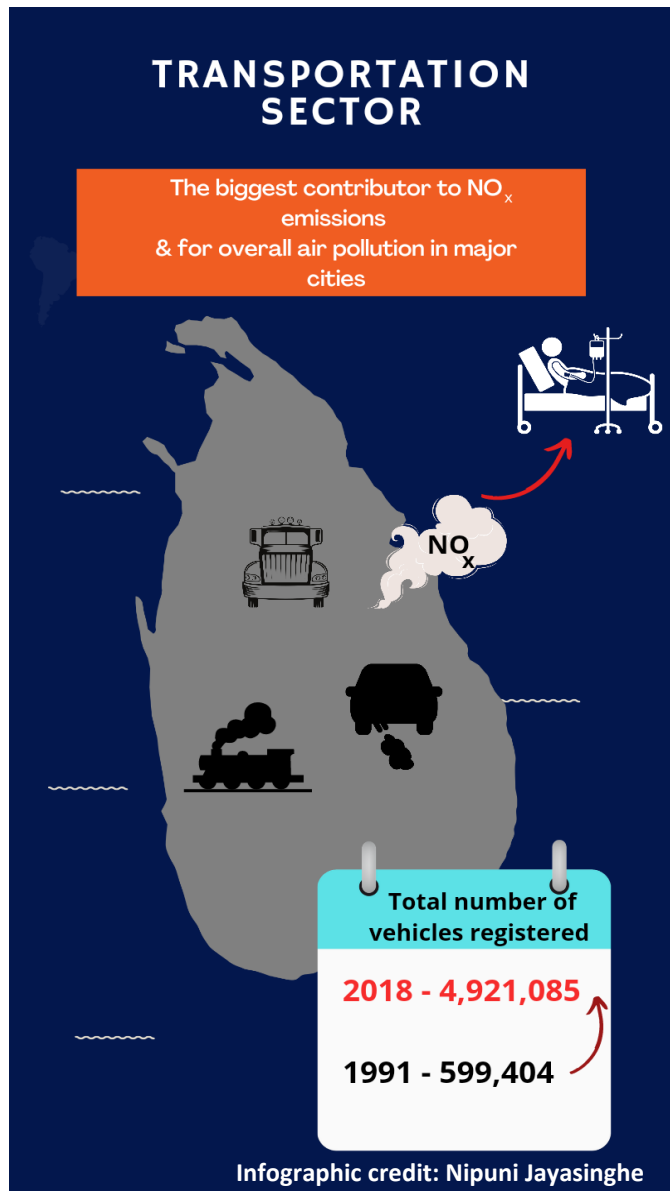 TRANSPORTATION
SECTOR
The biggest contributor to NOx
emissions
& for overall air pollution in major
cities
NOx
Total number of
vehicles registered
2018 - 4,921,085
1991 - 599,404
Infographic credit: Nipuni Jayasinghe